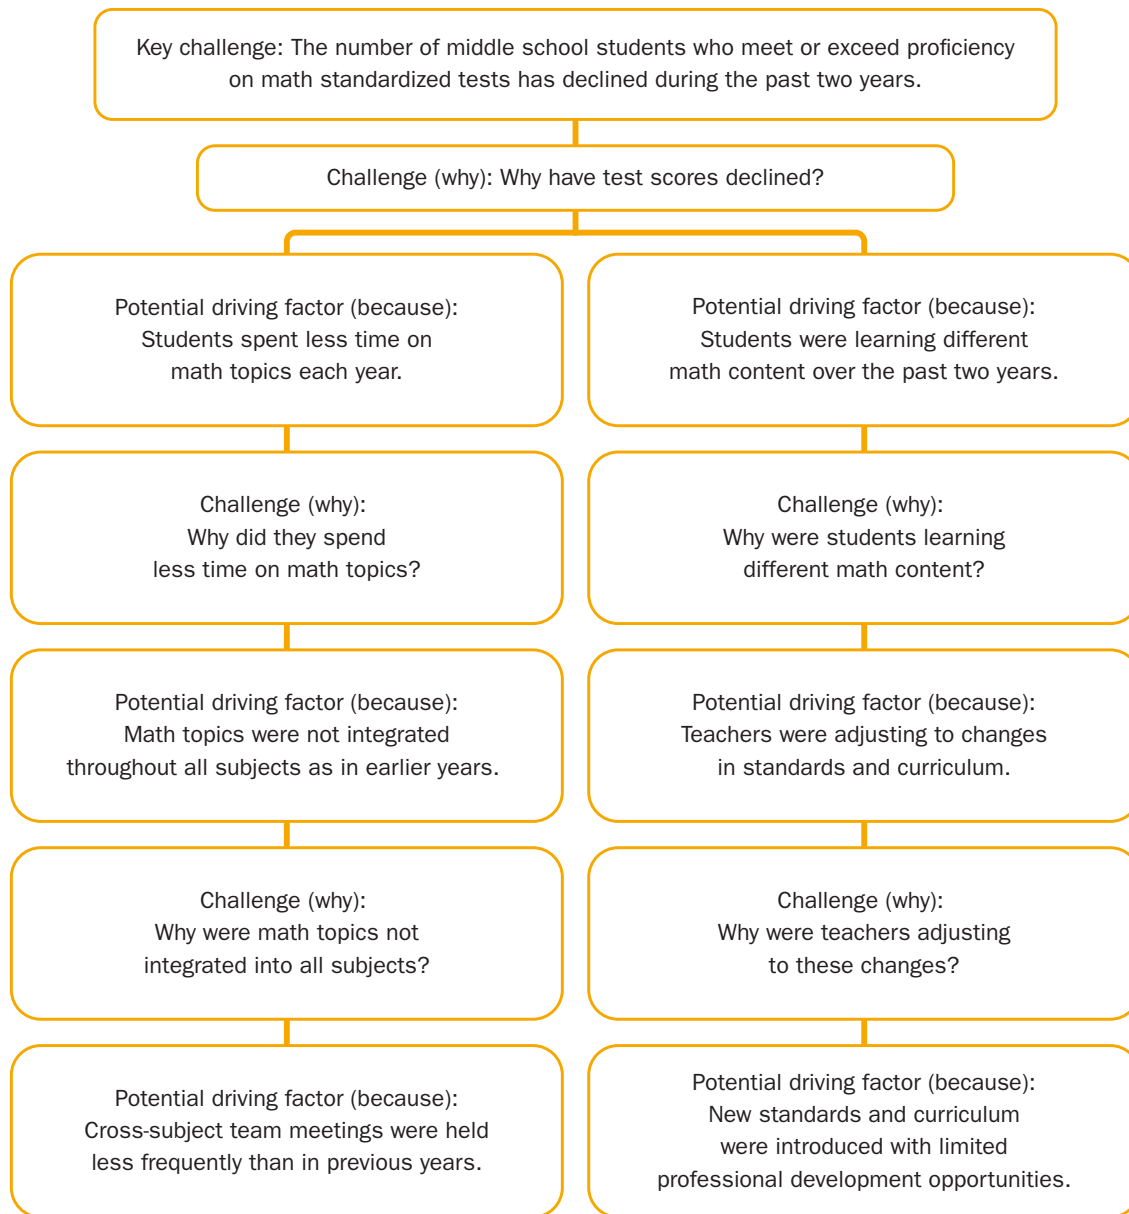 Key challenge: The number of middle school students who meet or exceed proficiency
on math standardized tests has declined during the past two years.
Challenge (why): Why have test scores declined?
Potential driving factor (because):
Students spent less time on
math topics each year.
Potential driving factor (because):
Students were learning different
math content over the past two years.
Challenge (why):
Why did they spend
less time on math topics?
Challenge (why):
Why were students learning
different math content?
Potential driving factor (because):
Math topics were not integrated
throughout all subjects as in earlier years.
Potential driving factor (because):
Teachers were adjusting to changes
in standards and curriculum.
Challenge (why):
Why were math topics not
integrated into all subjects?
Challenge (why):
Why were teachers adjusting
to these changes?
Potential driving factor (because):
Cross-subject team meetings were held
less frequently than in previous years.
Potential driving factor (because):
New standards and curriculum
were introduced with limited
professional development opportunities.